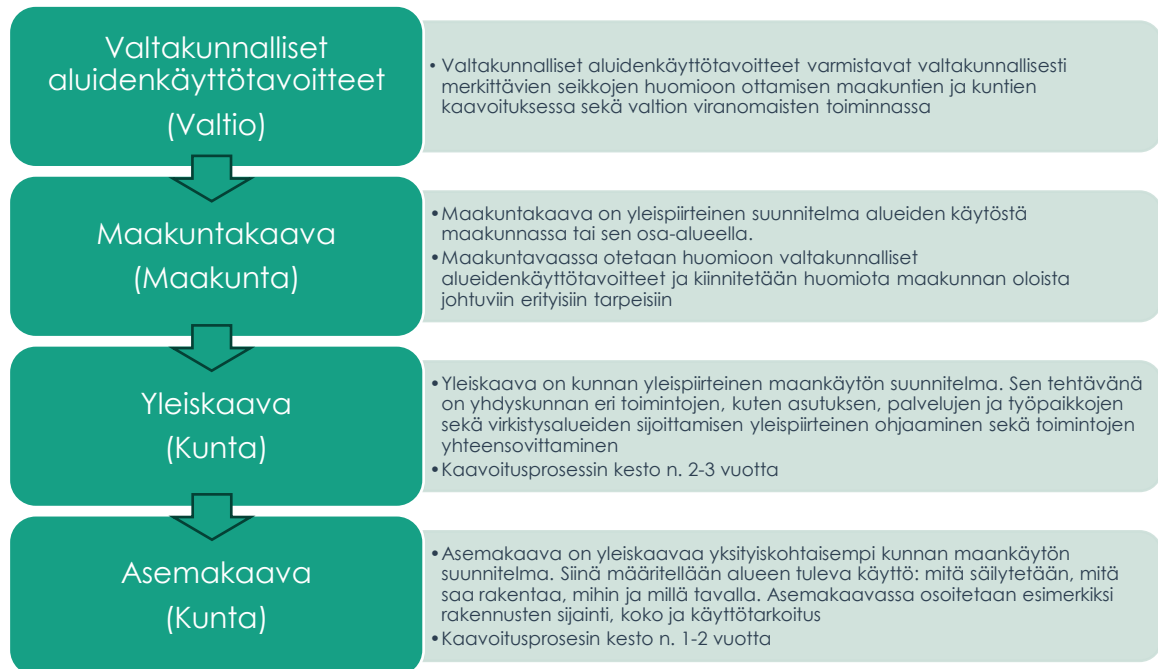 Valtakunnalliset
aluidenkäyttötavoitteet
(Valtio)
• Valtakunnalliset aluidenkäyttötavoitteet varmistavat valtakunnallisesti
merkittävien seikkojen huomioon ottamisen maakuntien ja kuntien
kaavoituksessa sekä valtion viranomaisten toiminnassa
Maakuntakaava
(Maakunta)
•Maakuntakaava on yleispiirteinen suunnitelma alueiden käytöstä
maakunnassa tai sen osa-alueella.
•Maakuntavaassa otetaan huomioon valtakunnalliset
alueidenkäyttötavoitteet ja kiinnitetään huomiota maakunnan oloista
johtuviin erityisiin tarpeisiin
Yleiskaava
(Kunta)
•Yleiskaava on kunnan yleispiirteinen maankäytön suunnitelma. Sen tehtävänä
on yhdyskunnan eri toimintojen, kuten asutuksen, palvelujen ja työpaikkojen
sekä virkistysalueiden sijoittamisen yleispiirteinen ohjaaminen sekä toimintojen
yhteensovittaminen
•Kaavoitusprosessin kesto n. 2-3 vuotta
Asemakaava
(Kunta)
•Asemakaava on yleiskaavaa yksityiskohtaisempi kunnan maankäytön
suunnitelma. Siinä määritellään alueen tuleva käyttö: mitä säilytetään, mitä
saa rakentaa, mihin ja millä tavalla. Asemakaavassa osoitetaan esimerkiksi
rakennusten sijainti, koko ja käyttötarkoitus
•Kaavoitusprosesin kesto n. 1-2 vuotta